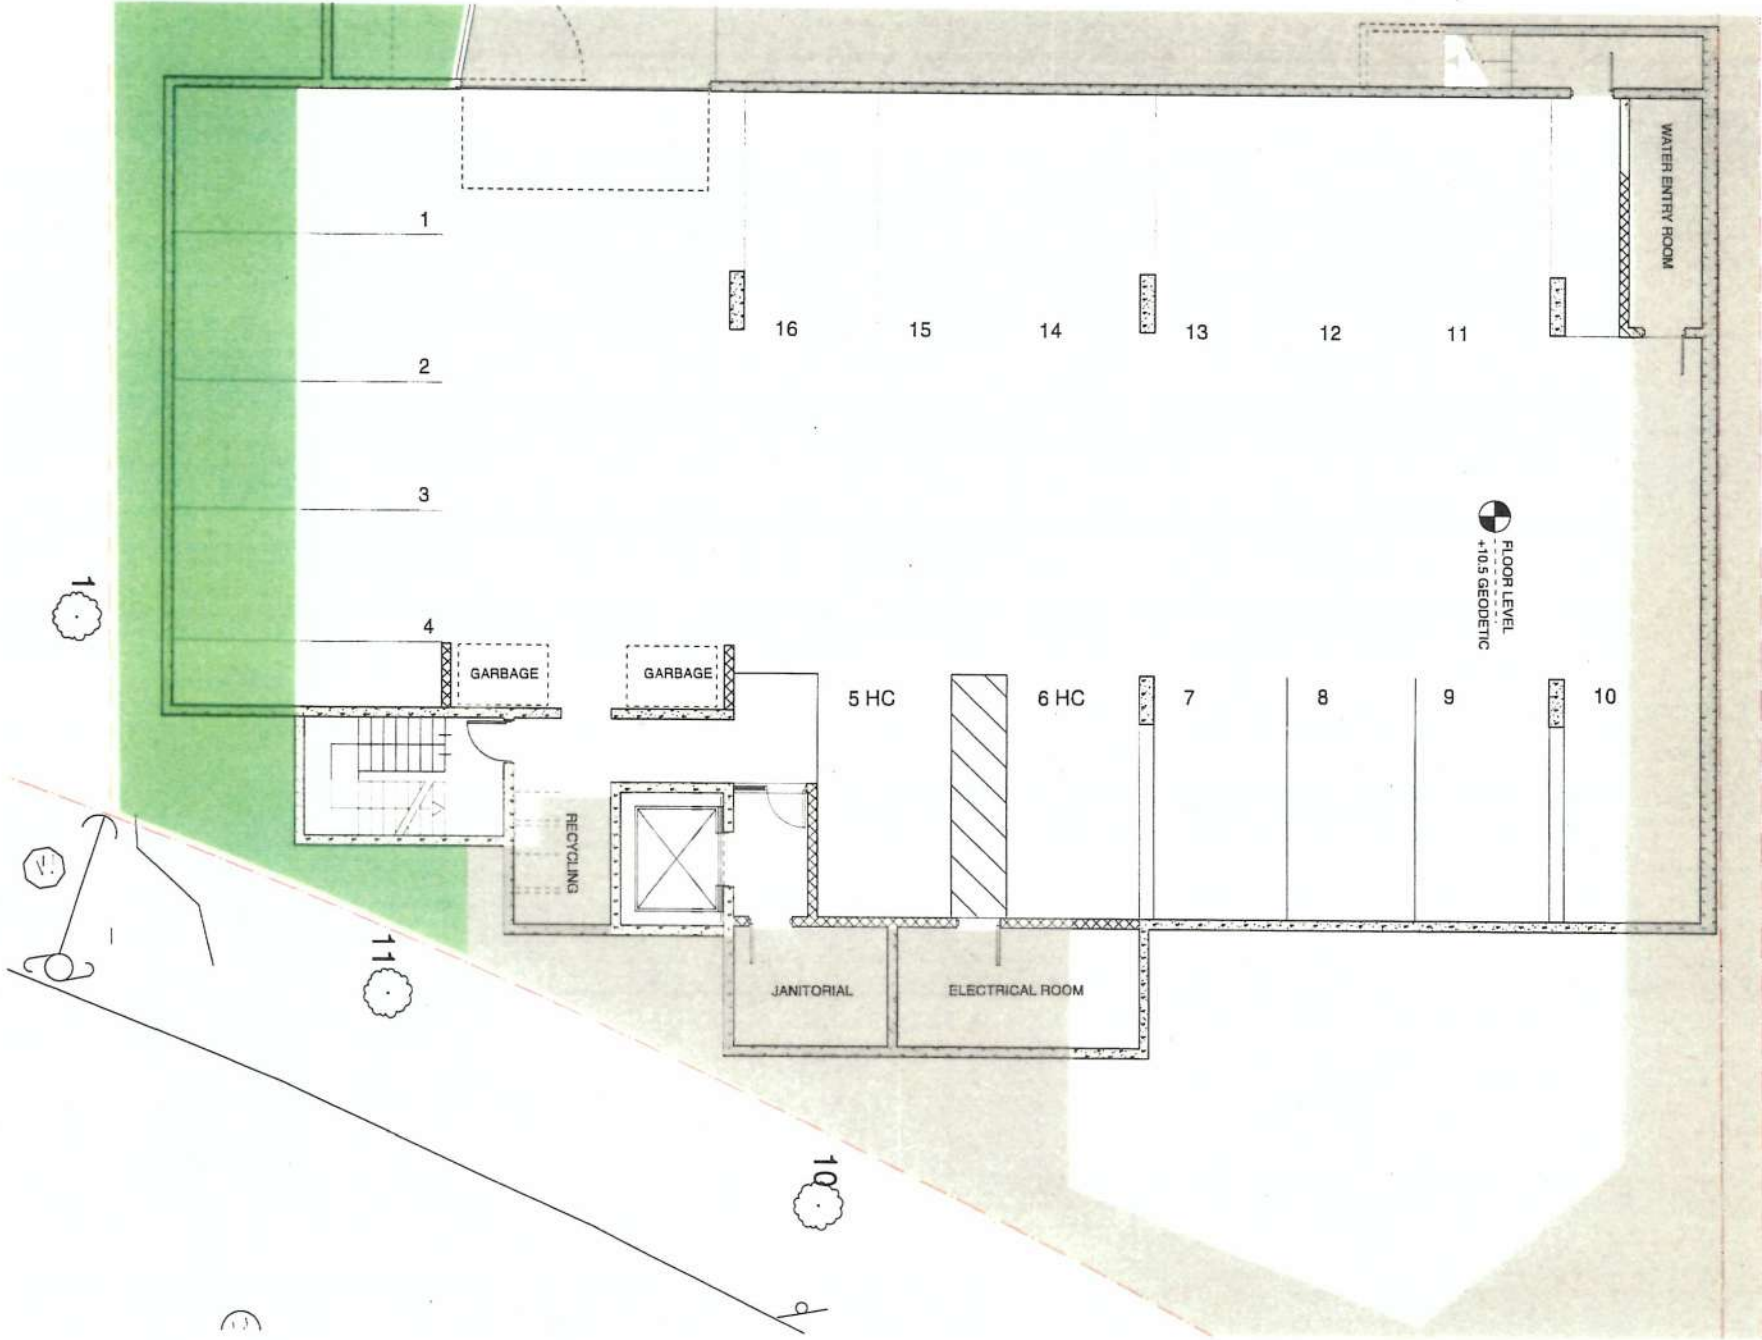 WATER ENTRY ROOM
1
16
15
14
13
12
11
2
3
FLOOR LEVEL
+10.5 GEODETIC
1
4
GARBAGE
GARBAGE
5 HC
6 HC
7
8
9
10
RECYCLING
11
JANITORIAL
ELECTRICAL ROOM
10